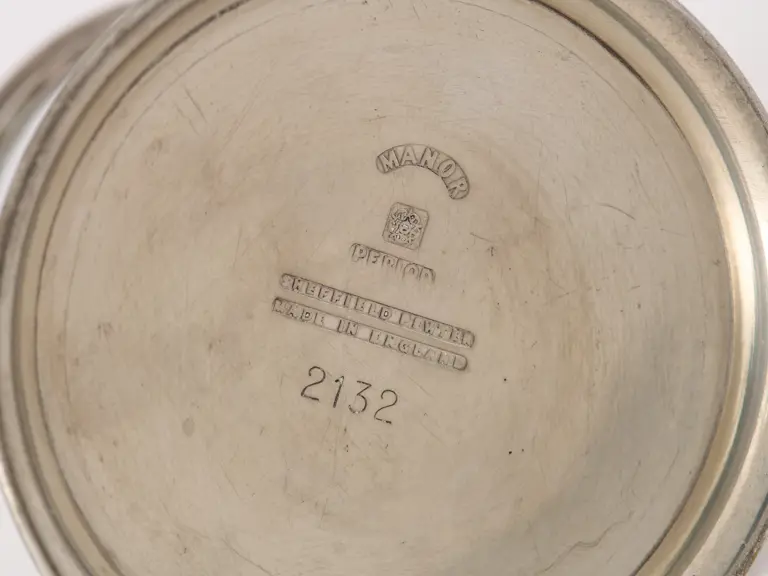 MANOR
PERIOD
SHEFFIELD PEWTER
MADE IN ENGLAND
2132